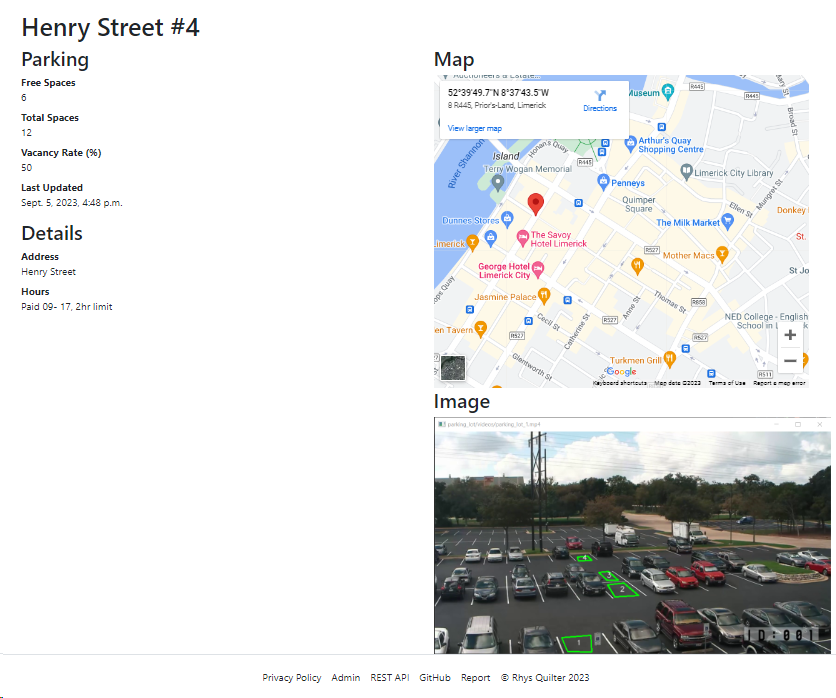 Henry Street #4
Parking
Free Spaces
6
Total Spaces
12
Vacancy Rate (%)
50
Last Updated
Sept. 5, 2023, 4:48 p.m.
Details
Address
Henry Street
Hours
Paid 09- 17, 2hr limit
Map
52°39'49.7"N 8°37'43.5"W
8 R445, Prior's-Land, Limerick
Directions
View larger map
Auctioneers & Estate...
Museum
R445
R445
Broad St
Arthur's Quay
Shopping Centre
Honan's Quay
R445
River Shannon
island
Terry Wogan Memorial
Limerick City Library
Mungret St
Penneys
Quimper
Square
Ellen St
Dunnes Stores
The Milk Market
Donkey
St.
Limerick
The Savoy
Hotel Limerick
R527
Mother Macs
George Hotel
Limerick City
St Jo
Jasmine Palace
Thomas St
R858
Anne St
Cecil St
Catherine St
R527
NED College - English
School in L
en Tavern
R527
Glentworth St
Turkmen Grill
R511
Google
Keyboard shortcuts
Map data ©2023
Terms of Use
Report a map error
Image
parking_lot/videos/parking_lot_1.mp4
4
3
2
1
ID:001
Privacy Policy
Admin
REST API
GitHub
Report
© Rhys Quilter 2023